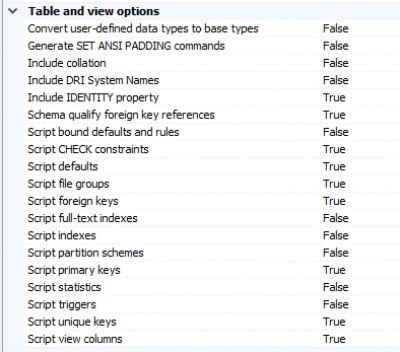 Table and view options
Convert user-defined data types to base types False
Generate SET ANSI PADDING commands False
Include collation False
Include DRI System Names False
Include IDENTITY property True
Schema qualify foreign key references True
Script bound defaults and rules False
Script CHECK constraints True
Script defaults True
Script file groups True
Script foreign keys True
Script full-text indexes False
Script indexes False
Script partition schemes False
Script primary keys True
Script statistics False
Script triggers False
Script unique keys True
Script view columns True